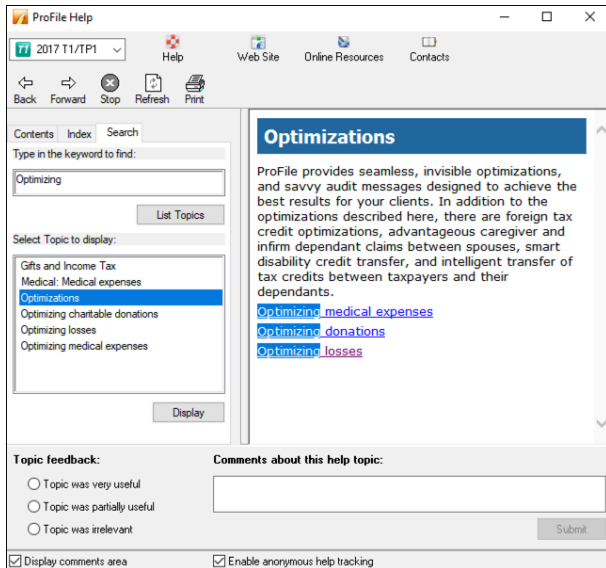 ProFile Help
2017 T1/TP1
Help
Web Site
Online Resources
Contacts
Back
Forward
Stop
Refresh
Print
Contents
Index
Search
Type in the keyword to find:
Optimizing
List Topics
Select Topic to display:
Gifts and Income Tax
Medical: Medical expenses
Optimizations
Optimizing charitable donations
Optimizing losses
Optimizing medical expenses
Display
Optimizations
ProFile provides seamless, invisible optimizations,
and savvy audit messages designed to achieve the
best results for your clients. In addition to the
optimizations described here, there are foreign tax
credit optimizations, advantageous caregiver and
infirm dependant claims between spouses, smart
disability credit transfer, and intelligent transfer of
tax credits between taxpayers and their
dependants.
Optimizing medical expenses
Optimizing donations
Optimizing losses
Topic feedback:
Topic was very useful
Topic was partially useful
Topic was irrelevant
Comments about this help topic:
Submit
Display comments area
Enable anonymous help tracking